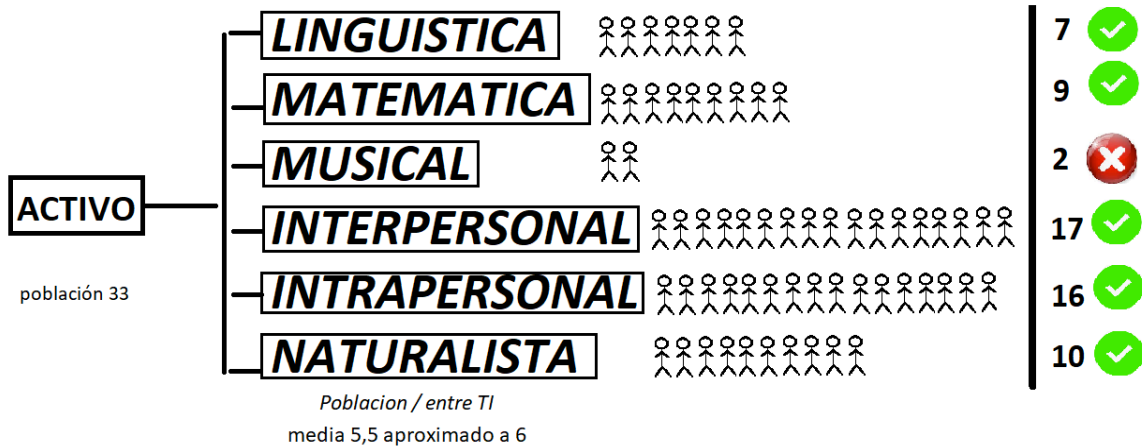 LINGUISTICA 7
MATEMATICA 9
MUSICAL 2
ACTIVO
INTERPERSONAL 17
población 33
INTRAPERSONAL 16
NATURALISTA 10
Poblacion / entre TI
media 5,5 aproximado a 6